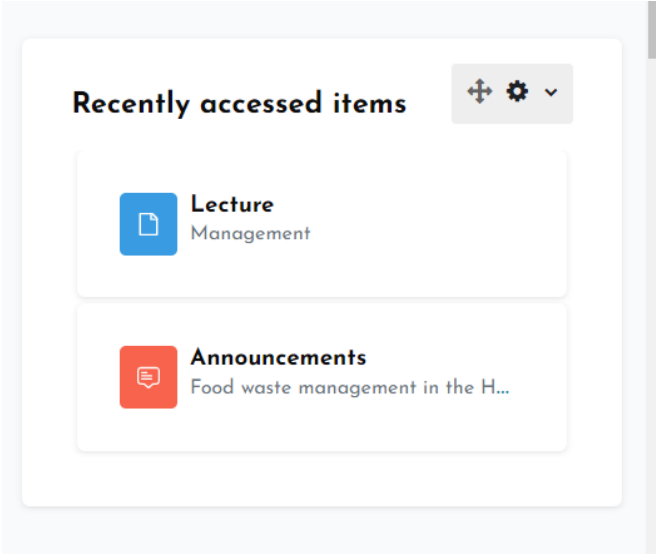 Recently accessed items
Lecture
Management
Announcements
Food waste management in the H...